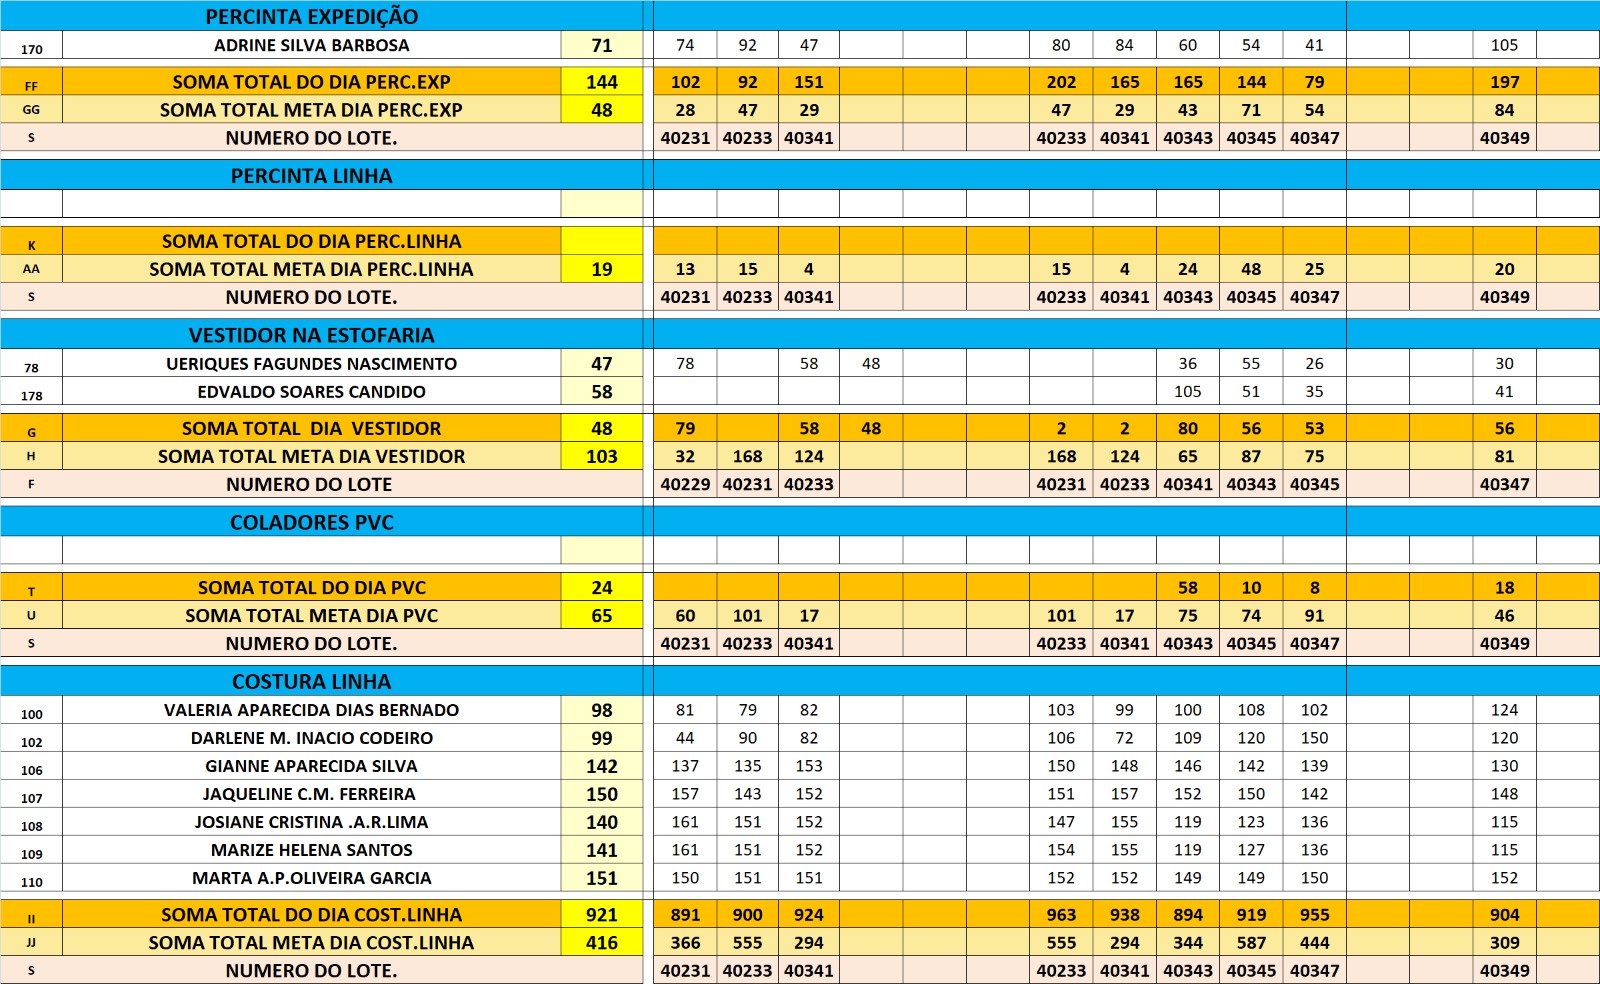 PERCINTA EXPEDIÇÃO
170 ADRINE SILVA BARBOSA 71 74 92 47 80 84 60 54 41 105
FF SOMA TOTAL DO DIA PERC.EXP 144 102 92 151 202 165 165 144 79 197
GG SOMA TOTAL META DIA PERC.EXP 48 28 47 29 47 29 43 71 54 84
S NUMERO DO LOTE. 40231 40233 40341 40233 40341 40343 40345 40347 40349
PERCINTA LINHA
K SOMA TOTAL DO DIA PERC.LINHA
AA SOMA TOTAL META DIA PERC.LINHA 19 13 15 4 15 4 24 48 25 20
S NUMERO DO LOTE. 40231 40233 40341 40233 40341 40343 40345 40347 40349
VESTIDOR NA ESTOFARIA
78 UERIQUES FAGUNDES NASCIMENTO 47 78 58 48 36 55 26 30
178 EDVALDO SOARES CANDIDO 58 105 51 35 41
G SOMA TOTAL DIA VESTIDOR 48 79 58 48 2 2 80 56 53 56
H SOMA TOTAL META DIA VESTIDOR 103 32 168 124 168 124 65 87 75 81
F NUMERO DO LOTE 40229 40231 40233 40231 40233 40341 40343 40345 40347
COLADORES PVC
T SOMA TOTAL DO DIA PVC 24 58 10 8 18
U SOMA TOTAL META DIA PVC 65 60 101 17 101 17 75 74 91 46
S NUMERO DO LOTE. 40231 40233 40341 40233 40341 40343 40345 40347 40349
COSTURA LINHA
100 VALERIA APARECIDA DIAS BERNADO 98 81 79 82 103 99 100 108 102 124
102 DARLENE M. INACIO CODEIRO 99 44 90 82 106 72 109 120 150 120
106 GIANNE APARECIDA SILVA 142 137 135 153 150 148 146 142 139 130
107 JAQUELINE C.M. FERREIRA 150 157 143 152 151 157 152 150 142 148
108 JOSIANE CRISTINA .A.R.LIMA 140 161 151 152 147 155 119 123 136 115
109 MARIZE HELENA SANTOS 141 161 151 152 154 155 119 127 136 115
110 MARTA A.P.OLIVEIRA GARCIA 151 150 151 151 152 152 149 149 150 152
II SOMA TOTAL DO DIA COST.LINHA 921 891 900 924 963 938 894 919 955 904
JJ SOMA TOTAL META DIA COST.LINHA 416 366 555 294 555 294 344 587 444 309
S NUMERO DO LOTE. 40231 40233 40341 40233 40341 40343 40345 40347 40349